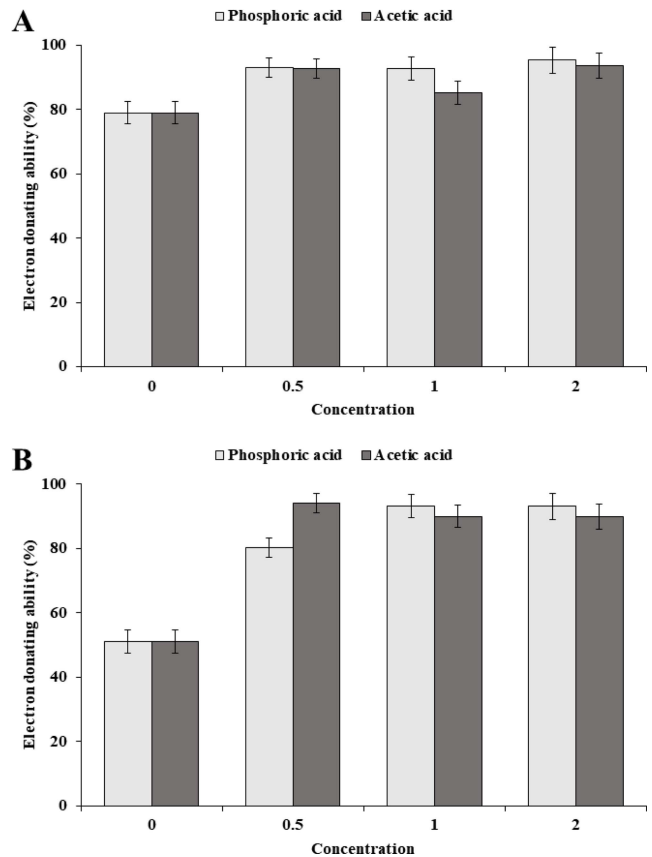 A
Phosphoric acid Acetic acid
100
80
60
40
20
0
Electron donating ability (%)
0 0.5 1 2
Concentration
B
Phosphoric acid Acetic acid
100
80
60
40
20
0
Electron donating ability (%)
0 0.5 1 2
Concentration